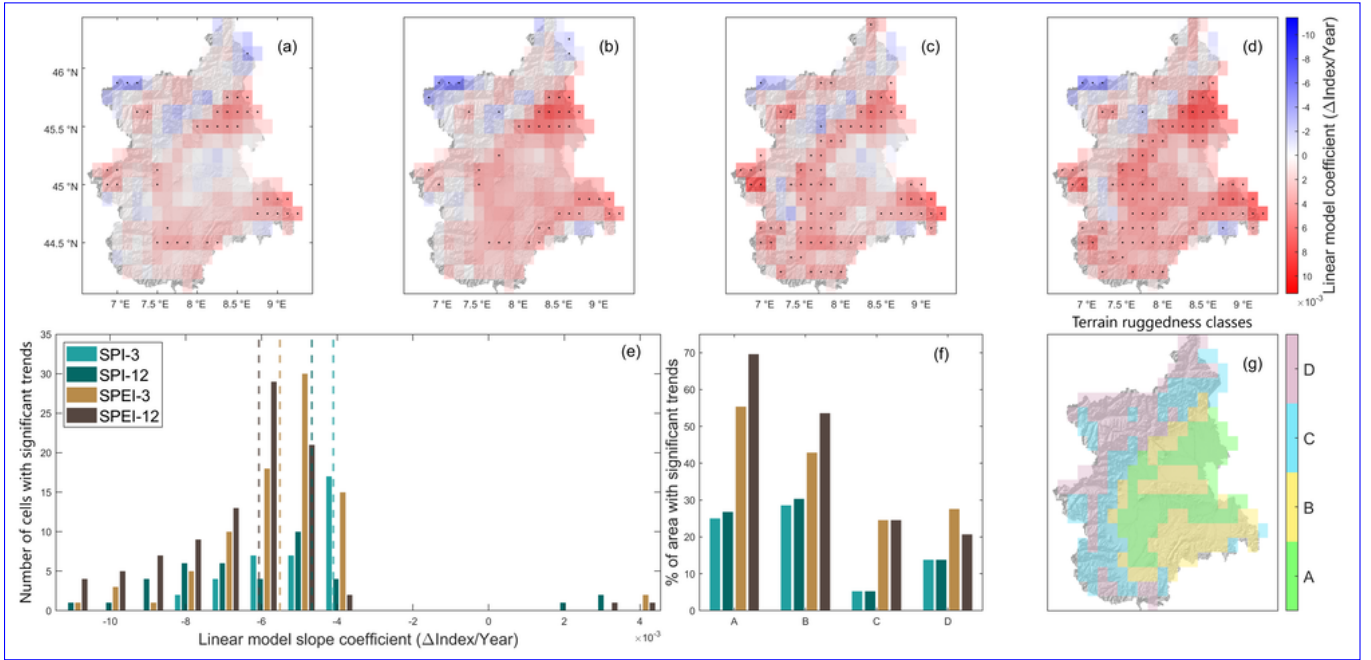 (a)
(b)
(c)
(d)
46 °N
45.5 °N
45 °N
44.5 °N
7 °E 7.5 °E 8 °E 8.5 °E 9 °E
7 °E 7.5 °E 8 °E 8.5 °E 9 °E
7 °E 7.5 °E 8 °E 8.5 °E 9 °E
7 °E 7.5 °E 8 °E 8.5 °E 9 °E
-10
-8
-6
-4
-2
0
2
4
6
8
10
×10⁻³
Linear model coefficient (ΔIndex/Year)
(e)
SPI-3
SPI-12
SPEI-3
SPEI-12
35
30
25
20
15
10
5
0
Number of cells with significant trends
-10 -8 -6 -4 -2 0 2 4
×10⁻³
Linear model slope coefficient (ΔIndex/Year)
(f)
80
70
60
50
40
30
20
10
0
% of area with significant trends
A B C D
Terrain ruggedness classes
(g)
D
C
B
A